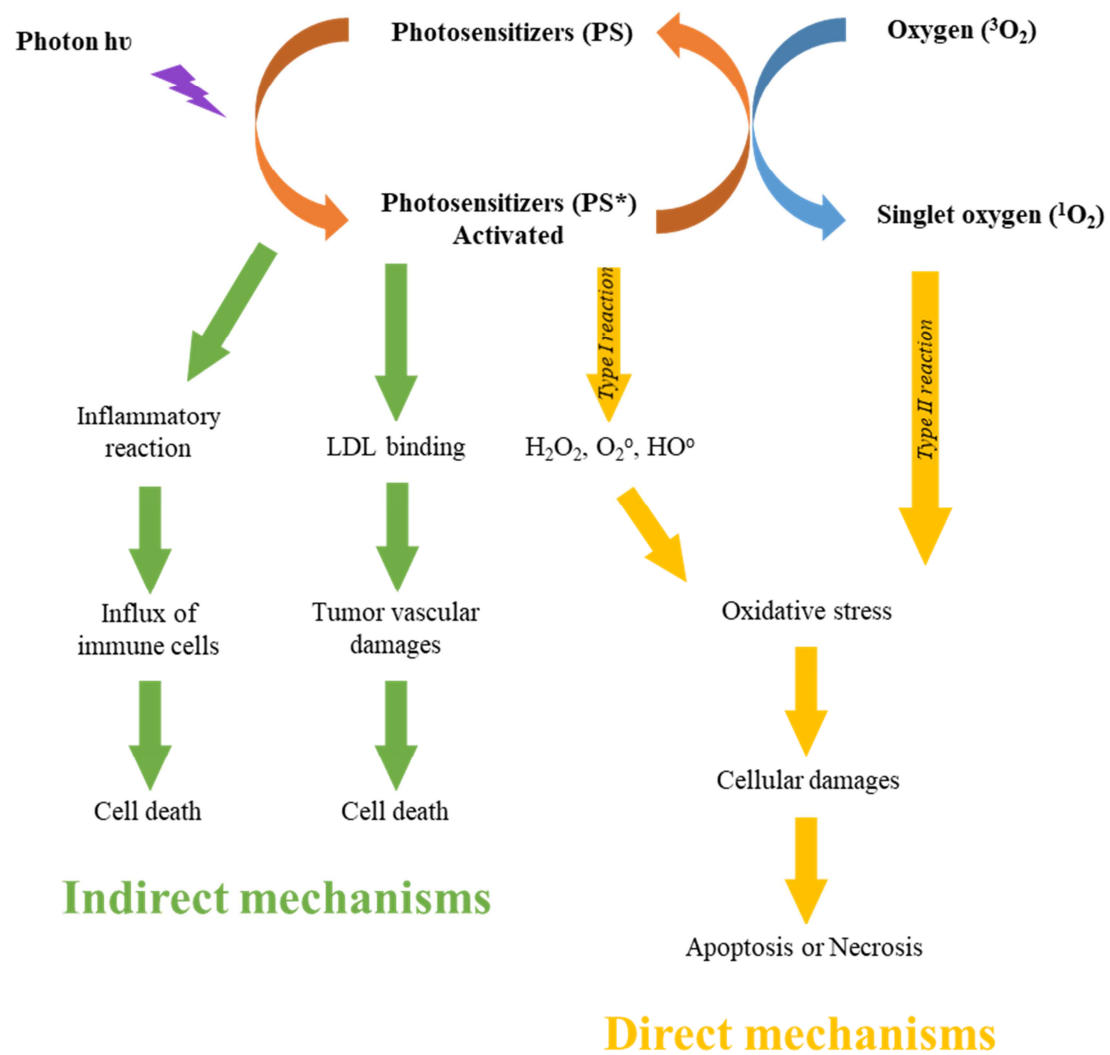 Photon hυ
Photosensitizers (PS)
Oxygen (³O₂)
Photosensitizers (PS*)
Activated
Singlet oxygen (¹O₂)
Type I reaction
Type II reaction
Inflammatory
reaction
LDL binding
H₂O₂, O₂º, HOº
Influx of
immune cells
Tumor vascular
damages
Oxidative stress
Cell death
Cell death
Cellular damages
Indirect mechanisms
Apoptosis or Necrosis
Direct mechanisms